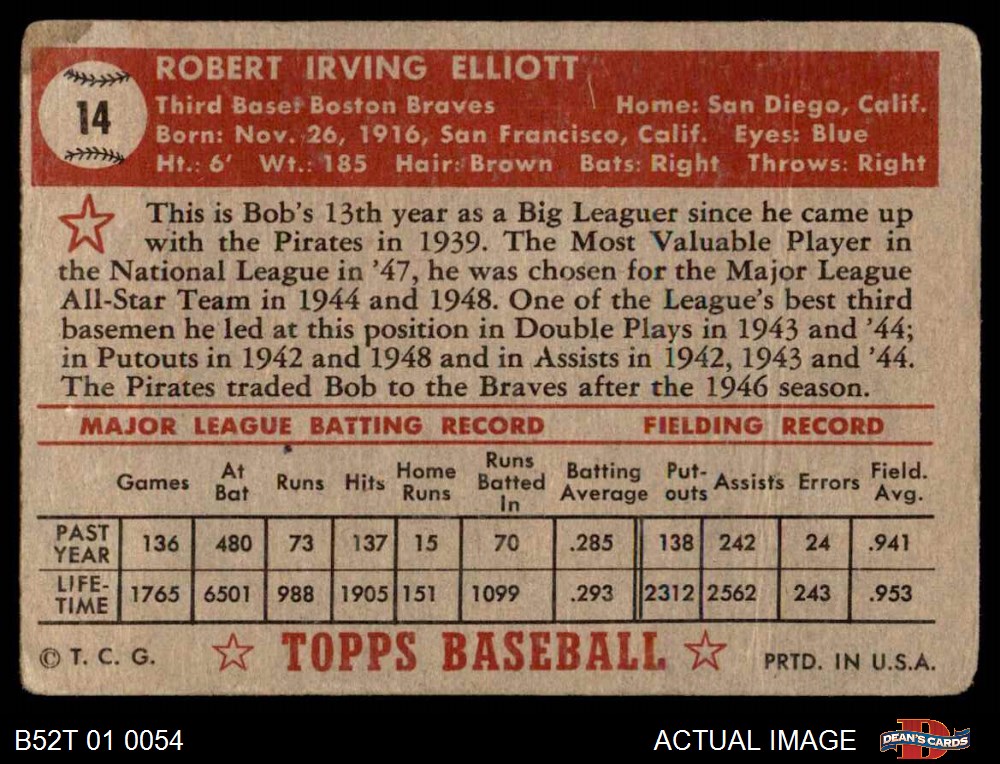 14
ROBERT IRVING ELLIOTT
Third Base: Boston Braves Home: San Diego, Calif.
Born: Nov. 26, 1916, San Francisco, Calif. Eyes: Blue
Ht.: 6' Wt.: 185 Hair: Brown Bats: Right Throws: Right
This is Bob's 13th year as a Big Leaguer since he came up
with the Pirates in 1939. The Most Valuable Player in
the National League in '47, he was chosen for the Major League
All-Star Team in 1944 and 1948. One of the League's best third
basemen he led at this position in Double Plays in 1943 and '44;
in Putouts in 1942 and 1948 and in Assists in 1942, 1943 and '44.
The Pirates traded Bob to the Braves after the 1946 season.
MAJOR LEAGUE BATTING RECORD FIELDING RECORD
Games At Bat Runs Hits Home Runs Runs Batted In Batting Average Put-outs Assists Errors Field. Avg.
PAST YEAR 136 480 73 137 15 70 .285 138 242 24 .941
LIFE-TIME 1765 6501 988 1905 151 1099 .293 2312 2562 243 .953
© T. C. G. TOPPS BASEBALL PRTD. IN U.S.A.
B52T 01 0054 ACTUAL IMAGE DEAN'S CARDS